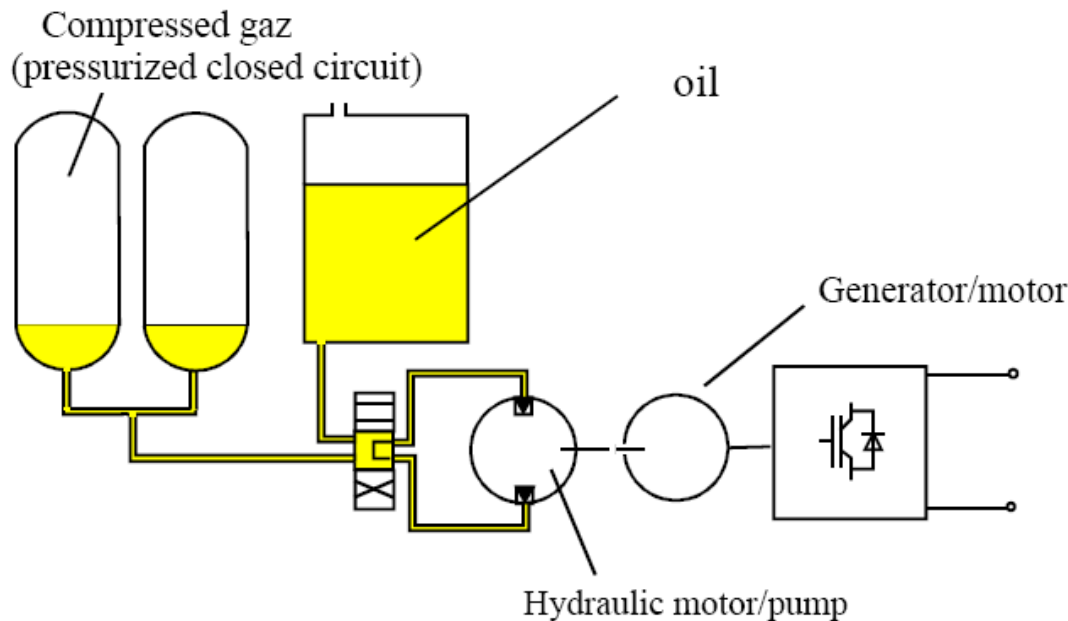 Compressed gaz
(pressurized closed circuit)
oil
Generator/motor
Hydraulic motor/pump